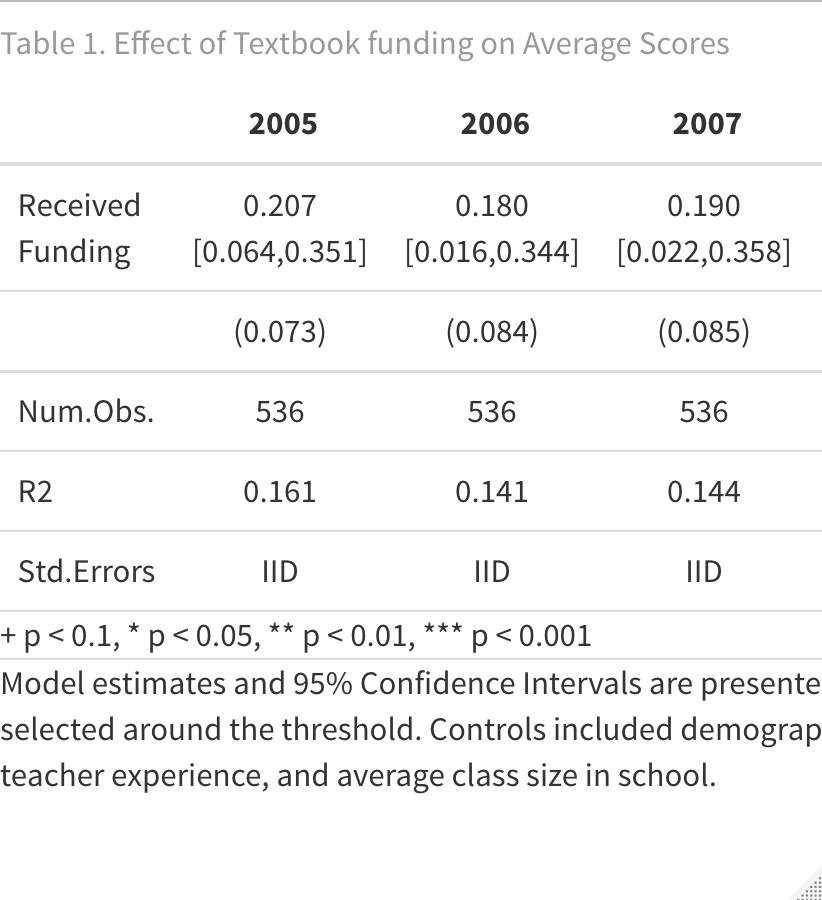 Table 1. Effect of Textbook funding on Average Scores
2005 2006 2007
Received 0.207 0.180 0.190
Funding [0.064,0.351] [0.016,0.344] [0.022,0.358]
(0.073) (0.084) (0.085)
Num.Obs. 536 536 536
R2 0.161 0.141 0.144
Std.Errors IID IID IID
+ p < 0.1, * p < 0.05, ** p < 0.01, *** p < 0.001
Model estimates and 95% Confidence Intervals are presente
selected around the threshold. Controls included demograp
teacher experience, and average class size in school.